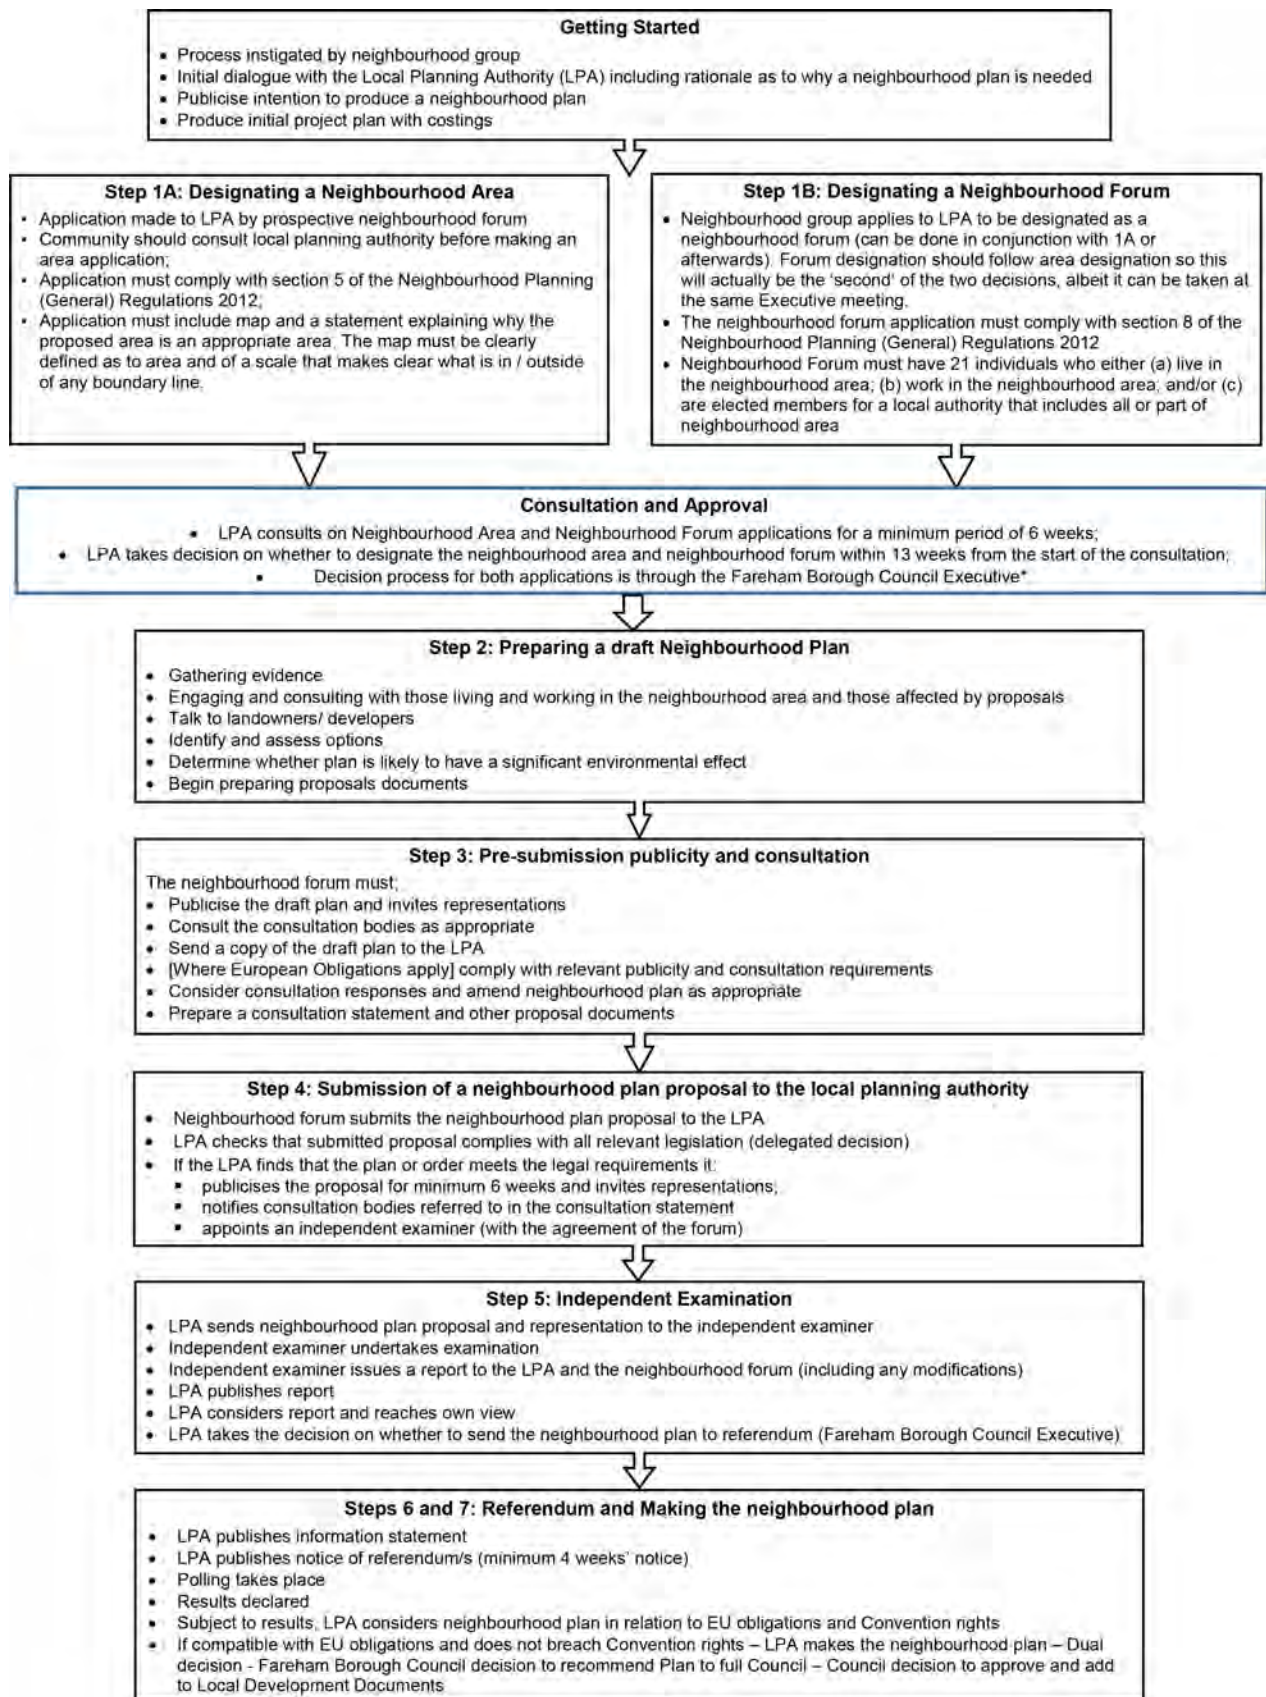 Getting Started
▪ Process instigated by neighbourhood group
▪ Initial dialogue with the Local Planning Authority (LPA) including rationale as to why a neighbourhood plan is needed
▪ Publicise intention to produce a neighbourhood plan
▪ Produce initial project plan with costings
Step 1A: Designating a Neighbourhood Area
▪ Application made to LPA by prospective neighbourhood forum
▪ Community should consult local planning authority before making an
area application;
▪ Application must comply with section 5 of the Neighbourhood Planning
(General) Regulations 2012;
▪ Application must include map and a statement explaining why the
proposed area is an appropriate area. The map must be clearly
defined as to area and of a scale that makes clear what is in / outside
of any boundary line.
Step 1B: Designating a Neighbourhood Forum
• Neighbourhood group applies to LPA to be designated as a
neighbourhood forum (can be done in conjunction with 1A or
afterwards). Forum designation should follow area designation so this
will actually be the 'second' of the two decisions, albeit it can be taken at
the same Executive meeting.
• The neighbourhood forum application must comply with section 8 of the
Neighbourhood Planning (General) Regulations 2012
• Neighbourhood Forum must have 21 individuals who either (a) live in
the neighbourhood area; (b) work in the neighbourhood area; and/or (c)
are elected members for a local authority that includes all or part of
neighbourhood area
Consultation and Approval
• LPA consults on Neighbourhood Area and Neighbourhood Forum applications for a minimum period of 6 weeks;
• LPA takes decision on whether to designate the neighbourhood area and neighbourhood forum within 13 weeks from the start of the consultation;
• Decision process for both applications is through the Fareham Borough Council Executive*
Step 2: Preparing a draft Neighbourhood Plan
• Gathering evidence
• Engaging and consulting with those living and working in the neighbourhood area and those affected by proposals
• Talk to landowners/ developers
• Identify and assess options
• Determine whether plan is likely to have a significant environmental effect
• Begin preparing proposals documents
Step 3: Pre-submission publicity and consultation
The neighbourhood forum must;
• Publicise the draft plan and invites representations
• Consult the consultation bodies as appropriate
• Send a copy of the draft plan to the LPA
• [Where European Obligations apply] comply with relevant publicity and consultation requirements
• Consider consultation responses and amend neighbourhood plan as appropriate
• Prepare a consultation statement and other proposal documents
Step 4: Submission of a neighbourhood plan proposal to the local planning authority
• Neighbourhood forum submits the neighbourhood plan proposal to the LPA
• LPA checks that submitted proposal complies with all relevant legislation (delegated decision)
• If the LPA finds that the plan or order meets the legal requirements it:
▪ publicises the proposal for minimum 6 weeks and invites representations;
▪ notifies consultation bodies referred to in the consultation statement
▪ appoints an independent examiner (with the agreement of the forum)
Step 5: Independent Examination
• LPA sends neighbourhood plan proposal and representation to the independent examiner
• Independent examiner undertakes examination
• Independent examiner issues a report to the LPA and the neighbourhood forum (including any modifications)
• LPA publishes report
• LPA considers report and reaches own view
• LPA takes the decision on whether to send the neighbourhood plan to referendum (Fareham Borough Council Executive)
Steps 6 and 7: Referendum and Making the neighbourhood plan
• LPA publishes information statement
• LPA publishes notice of referendum/s (minimum 4 weeks' notice)
• Polling takes place
• Results declared
• Subject to results, LPA considers neighbourhood plan in relation to EU obligations and Convention rights
• If compatible with EU obligations and does not breach Convention rights – LPA makes the neighbourhood plan – Dual
decision - Fareham Borough Council decision to recommend Plan to full Council – Council decision to approve and add
to Local Development Documents